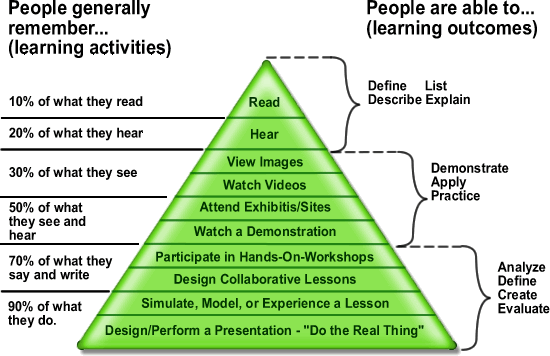 People generally
remember...
(learning activities)
People are able to...
(learning outcomes)
10% of what they read
20% of what they hear
30% of what they see
50% of what
they see and
hear
70% of what they
say and write
90% of what
they do.
Read
Hear
View Images
Watch Videos
Attend Exhibitis/Sites
Watch a Demonstration
Participate in Hands-On-Workshops
Design Collaborative Lessons
Simulate, Model, or Experience a Lesson
Design/Perform a Presentation - "Do the Real Thing"
Define List
Describe Explain
Demonstrate
Apply
Practice
Analyze
Define
Create
Evaluate